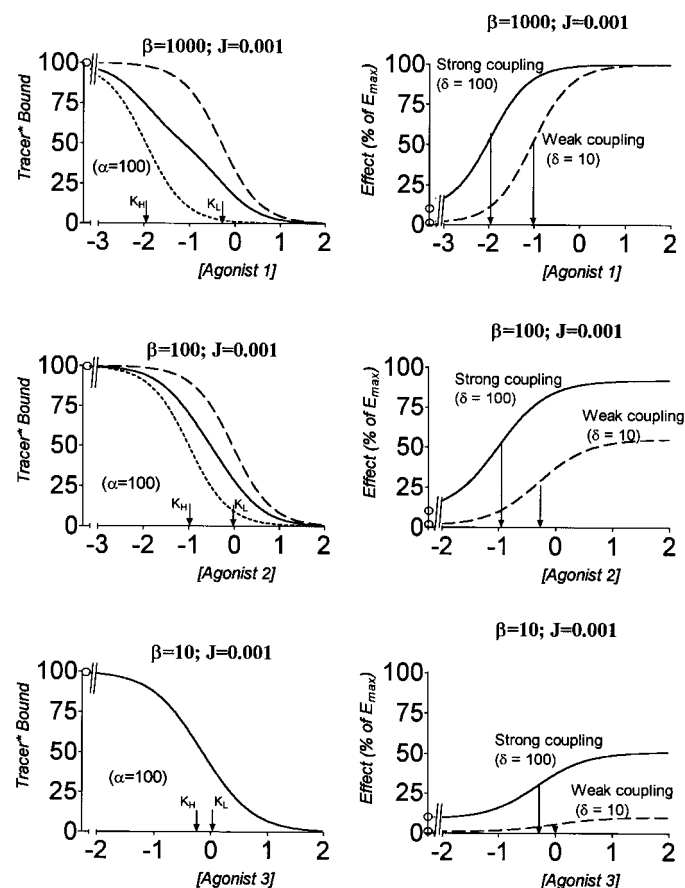 β=1000; J=0.001
Tracer* Bound
100
75
50
25
0
(α=100)
K_H
K_L
-3 -2 -1 0 1 2
[Agonist 1]
β=1000; J=0.001
Effect (% of E_max)
100
75
50
25
0
Strong coupling
(δ = 100)
Weak coupling
(δ = 10)
-3 -2 -1 0 1 2
[Agonist 1]
β=100; J=0.001
Tracer* Bound
100
75
50
25
0
(α=100)
K_H
K_L
-3 -2 -1 0 1 2
[Agonist 2]
β=100; J=0.001
Effect (% of E_max)
100
75
50
25
0
Strong coupling
(δ = 100)
Weak coupling
(δ = 10)
-2 -1 0 1 2
[Agonist 2]
β=10; J=0.001
Tracer* Bound
100
75
50
25
0
(α=100)
K_H K_L
-2 -1 0 1 2
[Agonist 3]
β=10; J=0.001
Effect (% of E_max)
100
75
50
25
0
Strong coupling
(δ = 100)
Weak coupling
(δ = 10)
-2 -1 0 1 2
[Agonist 3]